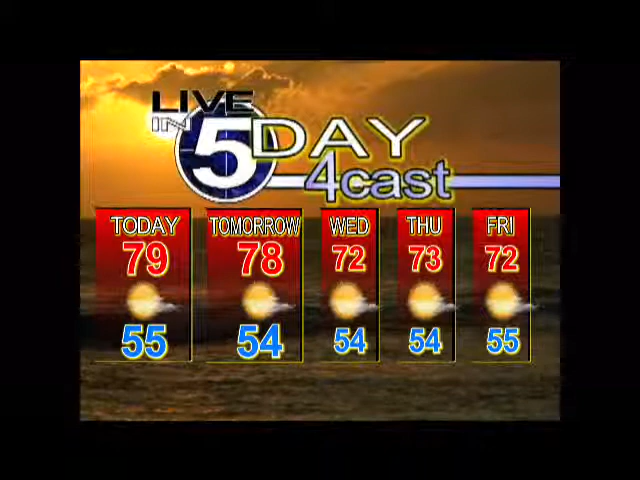 LIVE
IN 5 DAY
4cast
TODAY TOMORROW WED THU FRI
79 78 72 73 72
55 54 54 54 55